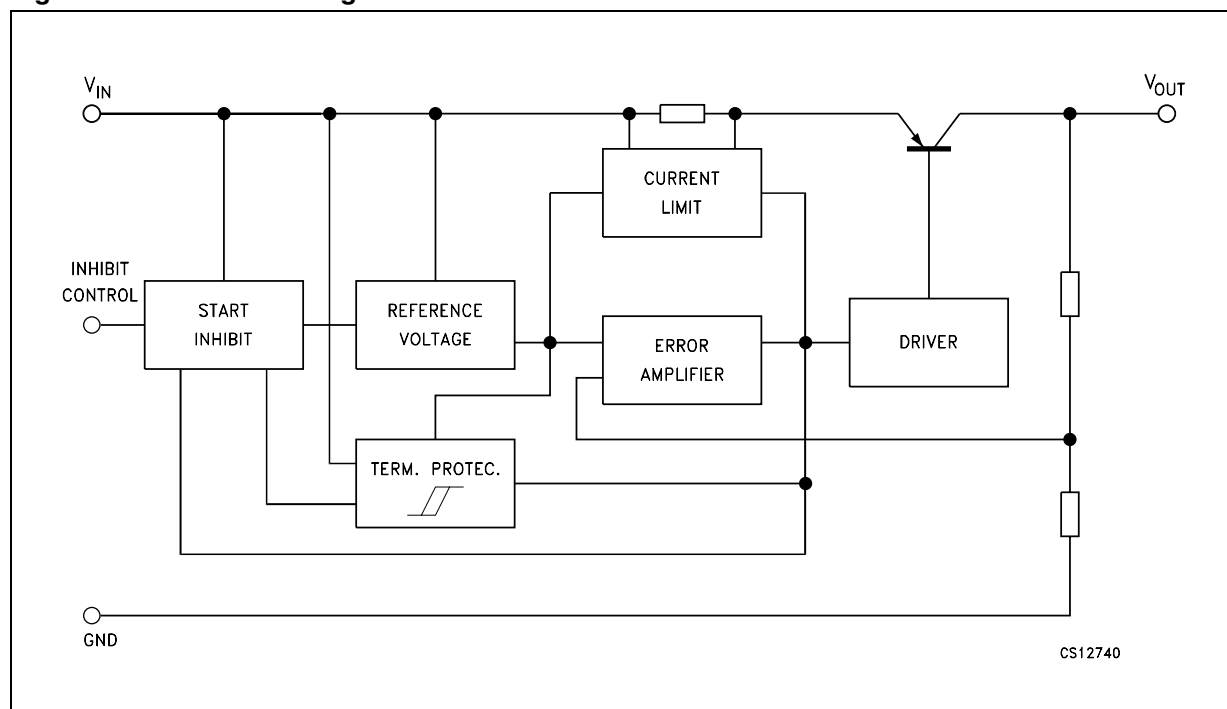 V_IN
V_OUT
CURRENT
LIMIT
INHIBIT
CONTROL
START
INHIBIT
REFERENCE
VOLTAGE
ERROR
AMPLIFIER
DRIVER
TERM. PROTEC.
GND
CS12740